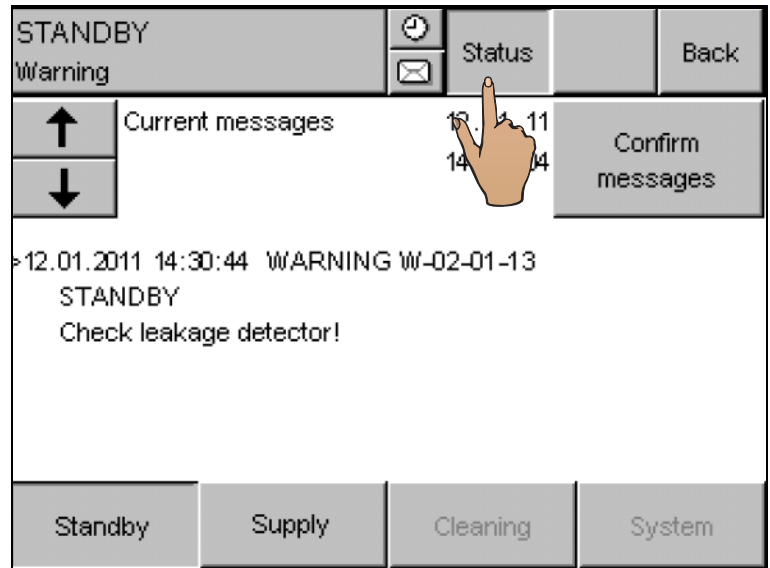 STANDBY
Warning
Status
Back
Current messages
Confirm
messages
>12.01.2011 14:30:44 WARNING W-02-01-13
STANDBY
Check leakage detector!
Standby
Supply
Cleaning
System